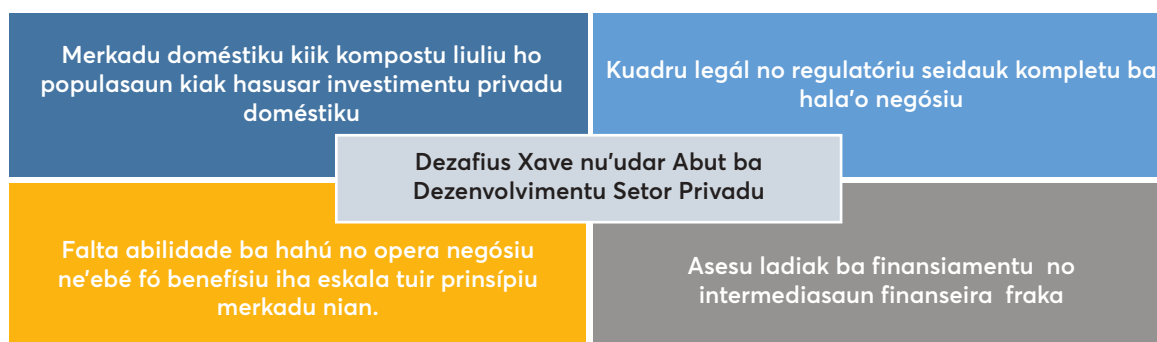 Merkadu doméstiku kiik kompostu liuliu ho
populasaun kiak hasusar investimentu privadu
doméstiku
Kuadru legál no regulatóriu seidauk kompletu ba
hala'o negósiu
Dezafius Xave nu'udar Abut ba
Dezenvolvimentu Setor Privadu
Falta abilidade ba hahú no opera negósiu
ne'ebé fó benefísiu iha eskala tuir prinsípiu
merkadu nian.
Asesu ladiak ba finansiamentu no
intermediasaun finanseira fraka